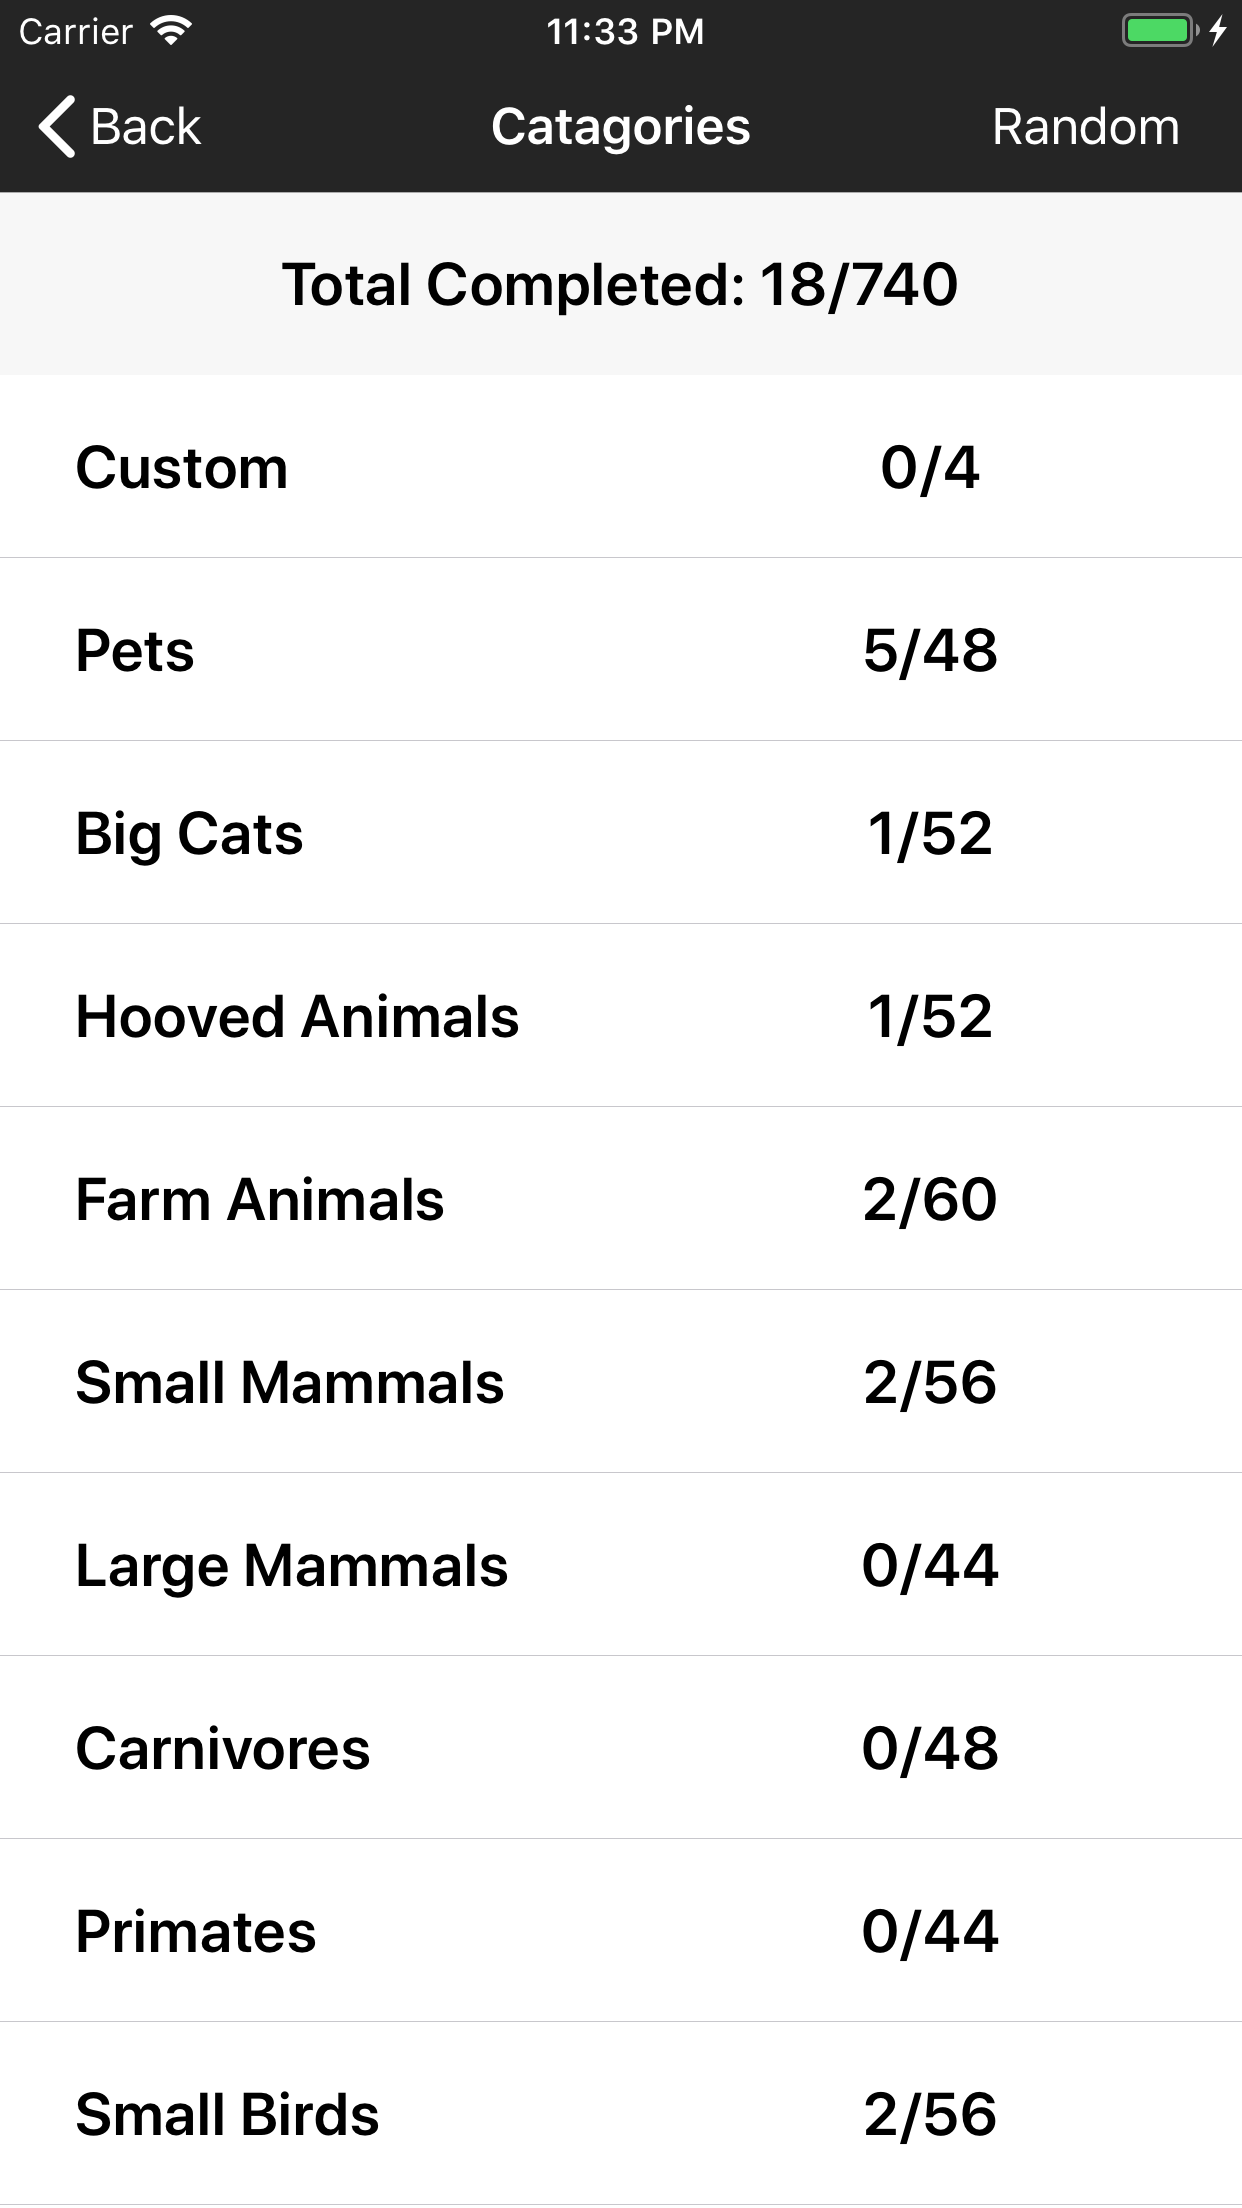 Carrier 11:33 PM
Back Catagories Random
Total Completed: 18/740
Custom 0/4
Pets 5/48
Big Cats 1/52
Hooved Animals 1/52
Farm Animals 2/60
Small Mammals 2/56
Large Mammals 0/44
Carnivores 0/48
Primates 0/44
Small Birds 2/56